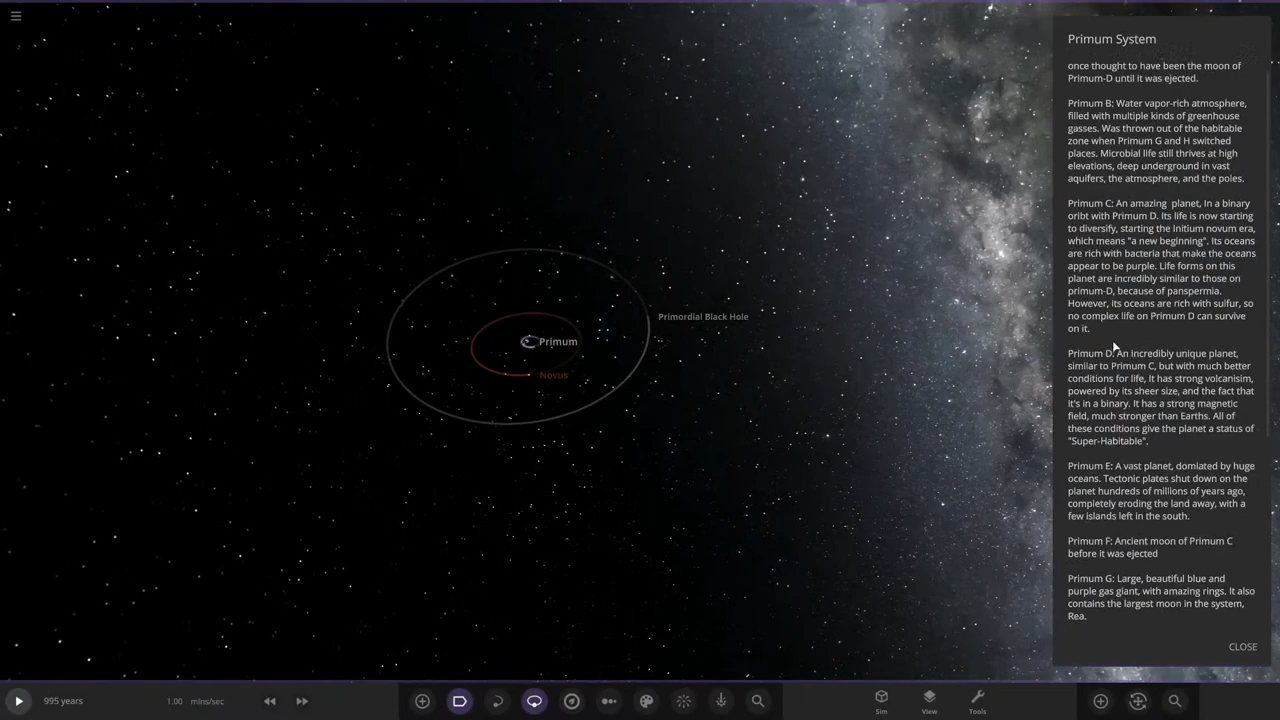 Primum System
once thought to have been the moon of
Primum-D until it was ejected.
Primum B: Water vapor-rich atmosphere,
filled with multiple kinds of greenhouse
gasses. Was thrown out of the habitable
zone when Primum G and H switched
places. Microbial life still thrives at high
elevations, deep underground in vast
aquifers, the atmosphere, and the poles.
Primum C: An amazing planet, In a binary
oribt with Primum D. Its life is now starting
to diversify, starting the Initium novum era,
which means "a new beginning". Its oceans
are rich with bacteria that make the oceans
appear to be purple. Life forms on this
planet are incredibly similar to those on
primum-D, because of panspermia.
However, its oceans are rich with sulfur, so
no complex life on Primum D can survive
on it.
Primum D: An incredibly unique planet,
similar to Primum C, but with much better
conditions for life, It has strong volcanism,
powered by its sheer size, and the fact that
it's in a binary. It has a strong magnetic
field, much stronger than Earths. All of
these conditions give the planet a status of
"Super-Habitable".
Primum E: A vast planet, domlated by huge
oceans. Tectonic plates shut down on the
planet hundreds of millions of years ago,
completely eroding the land away, with a
few islands left in the south.
Primum F: Ancient moon of Primum C
before it was ejected
Primum G: Large, beautiful blue and
purple gas giant, with amazing rings. It also
contains the largest moon in the system,
Rea.
CLOSE
Primordial Black Hole
Primum
Novus
995 years
1.00 mins/sec
Sim
View
Tools